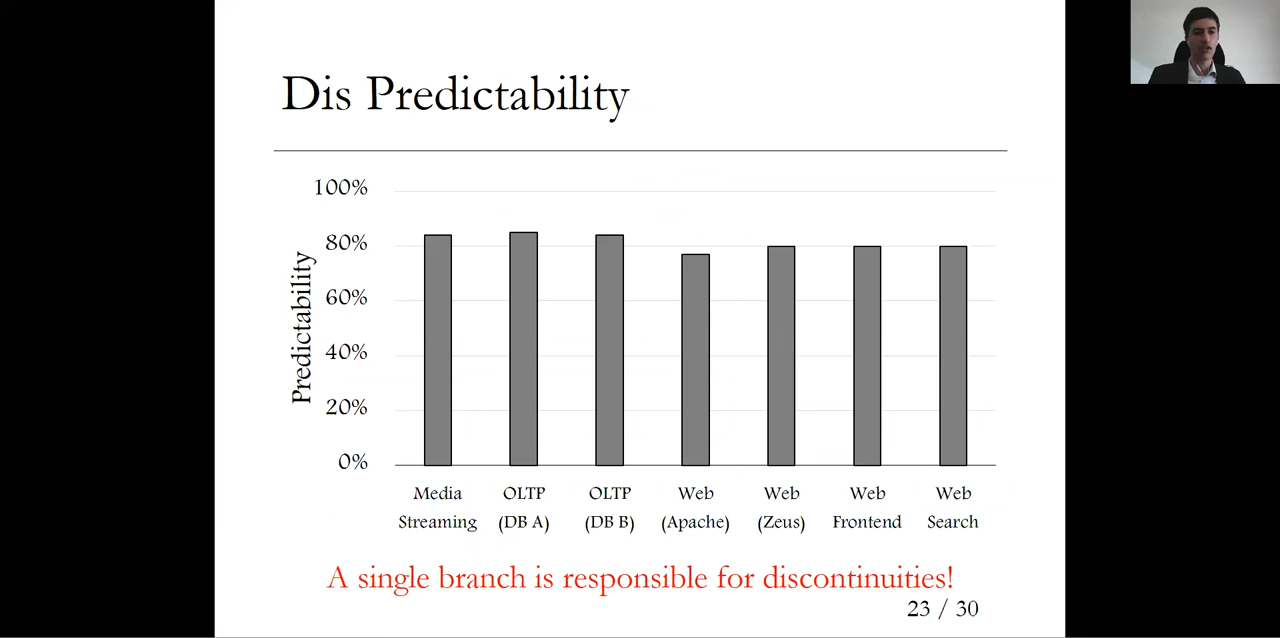 Dis Predictability
100%
80%
60%
40%
20%
0%
Predictability
Media Streaming
OLTP (DB A)
OLTP (DB B)
Web (Apache)
Web (Zeus)
Web Frontend
Web Search
A single branch is responsible for discontinuities!
23 / 30